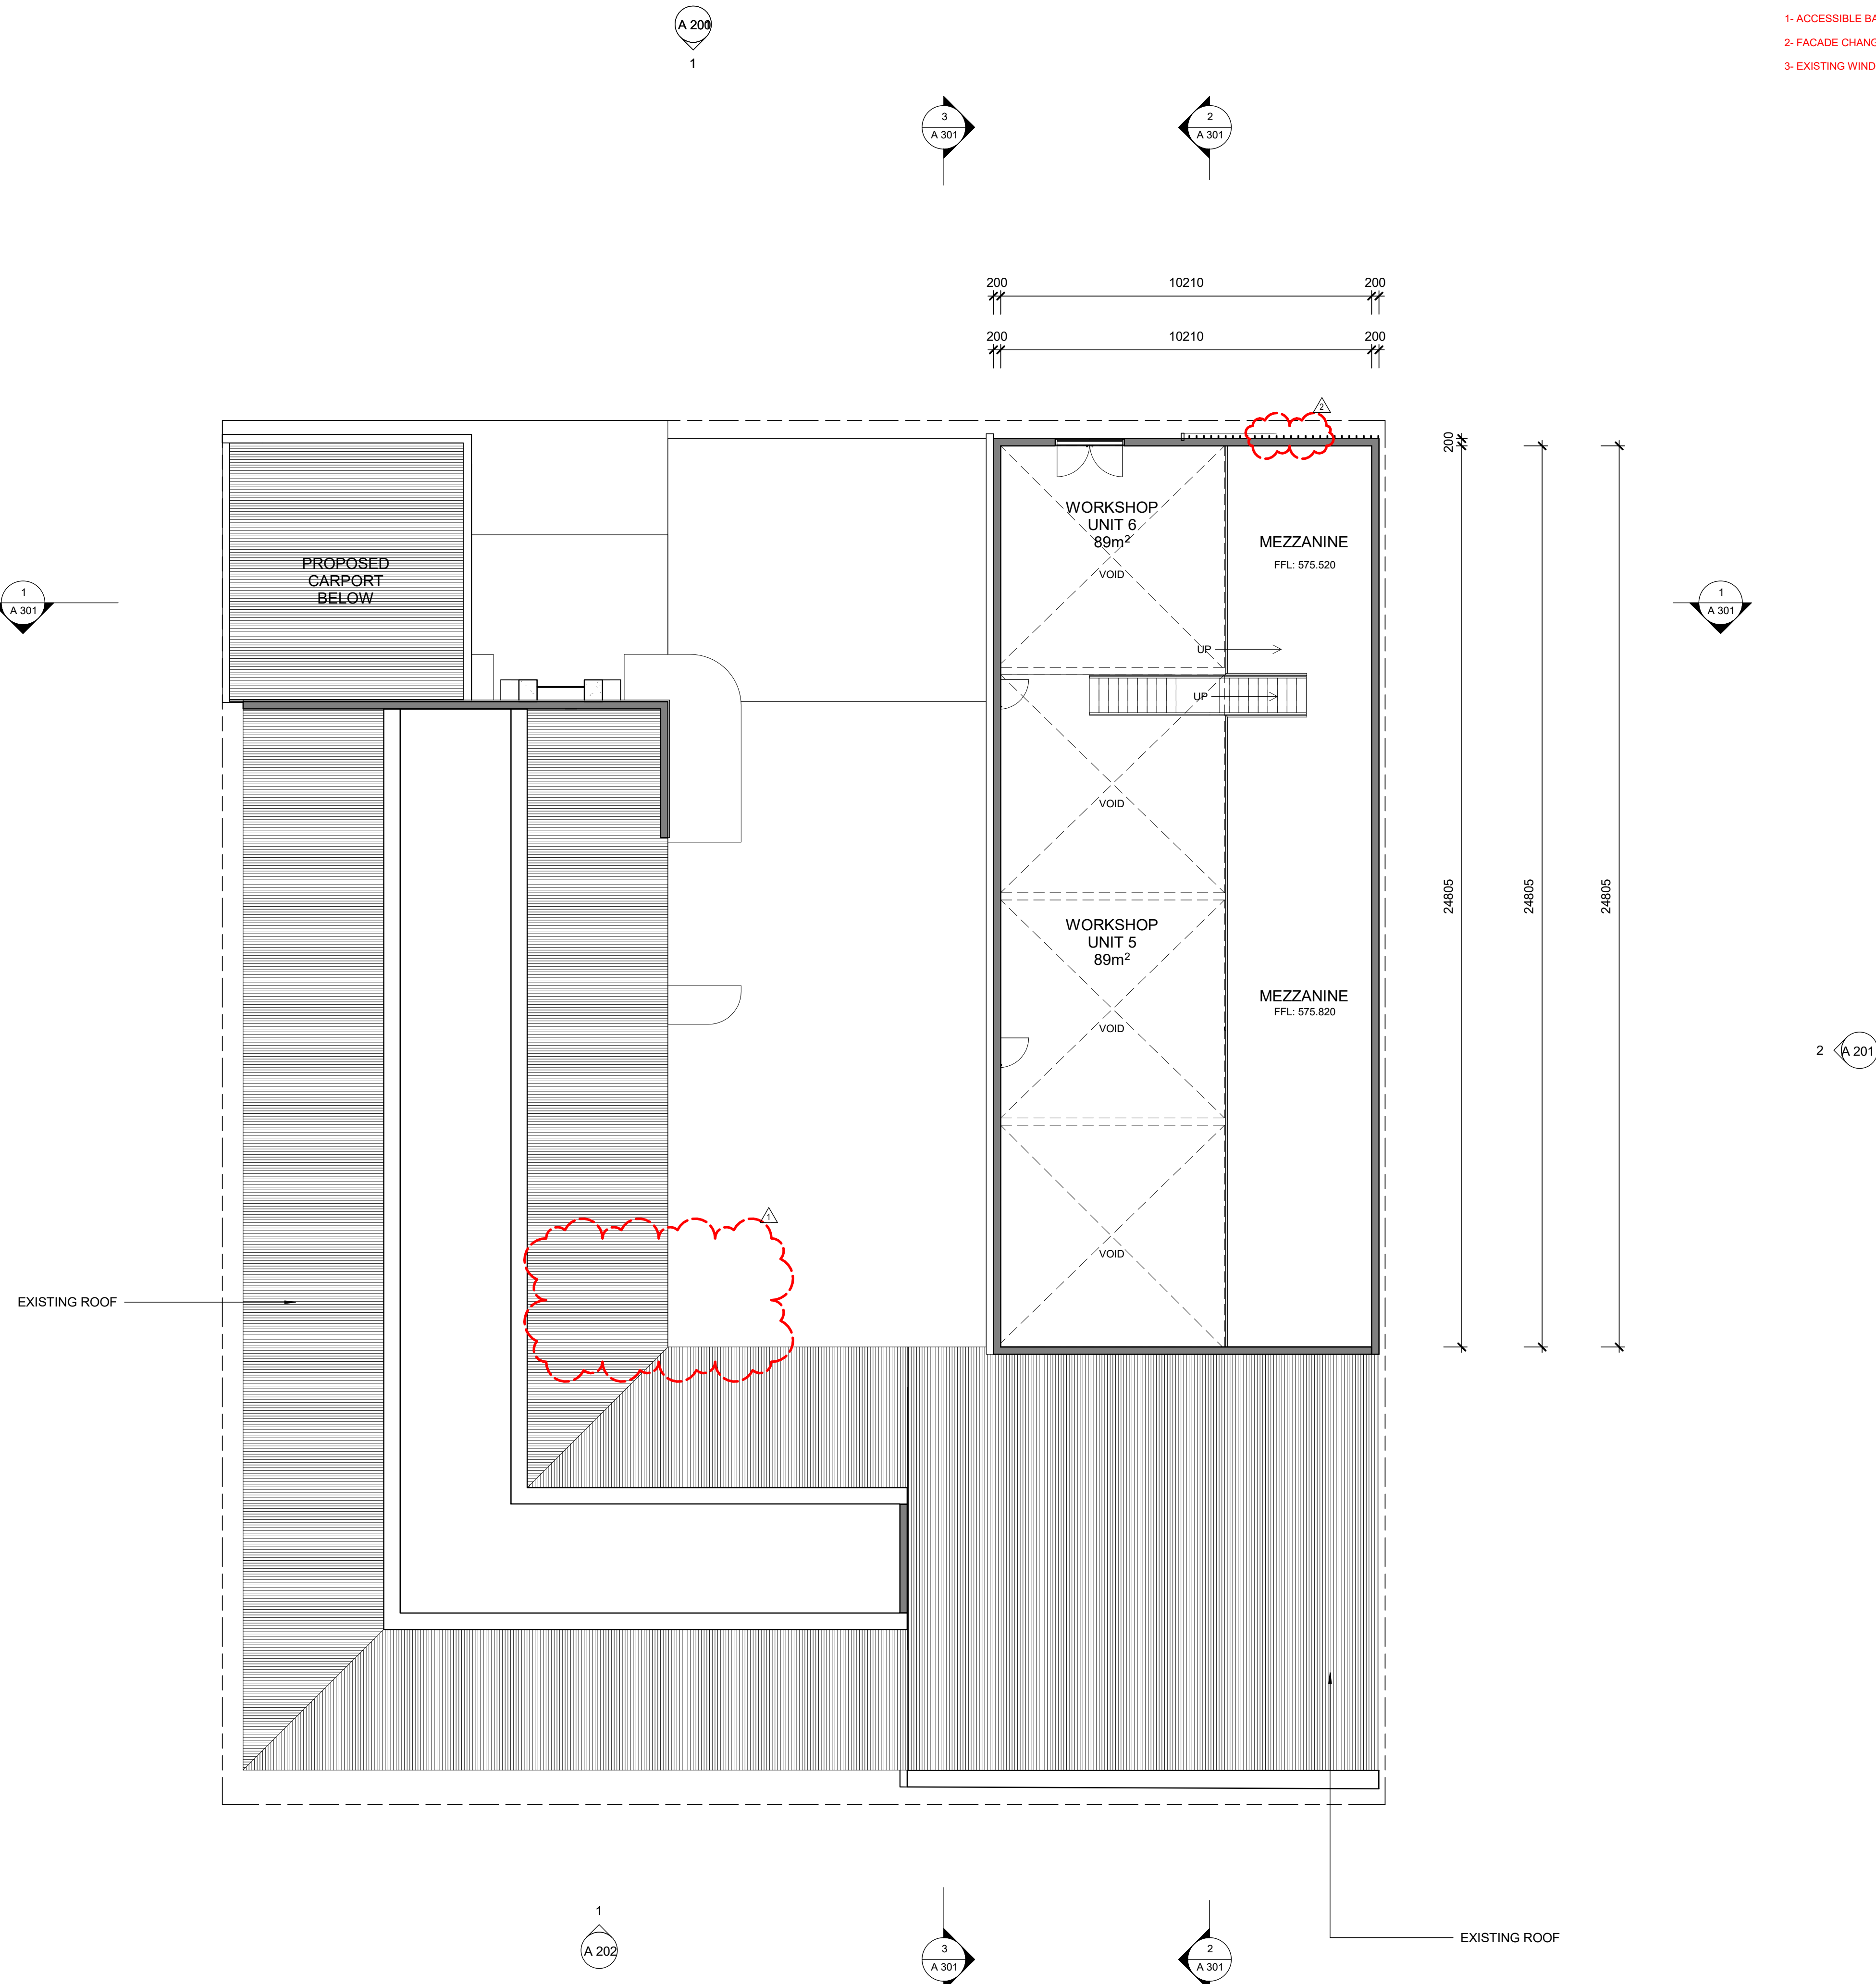 A 201
1
1- ACCESSIBLE BA
2- FACADE CHANG
3- EXISTING WIND
3
A 301
2
A 301
200
10210
200
200
10210
200
2
200
WORKSHOP
UNIT 6
89m²
VOID
MEZZANINE
FFL: 575.520
PROPOSED
CARPORT
BELOW
1
A 301
1
A 301
UP
UP
VOID
24805
24805
24805
WORKSHOP
UNIT 5
89m²
VOID
MEZZANINE
FFL: 575.820
2
A 201
1
VOID
EXISTING ROOF
1
A 202
3
A 301
2
A 301
EXISTING ROOF